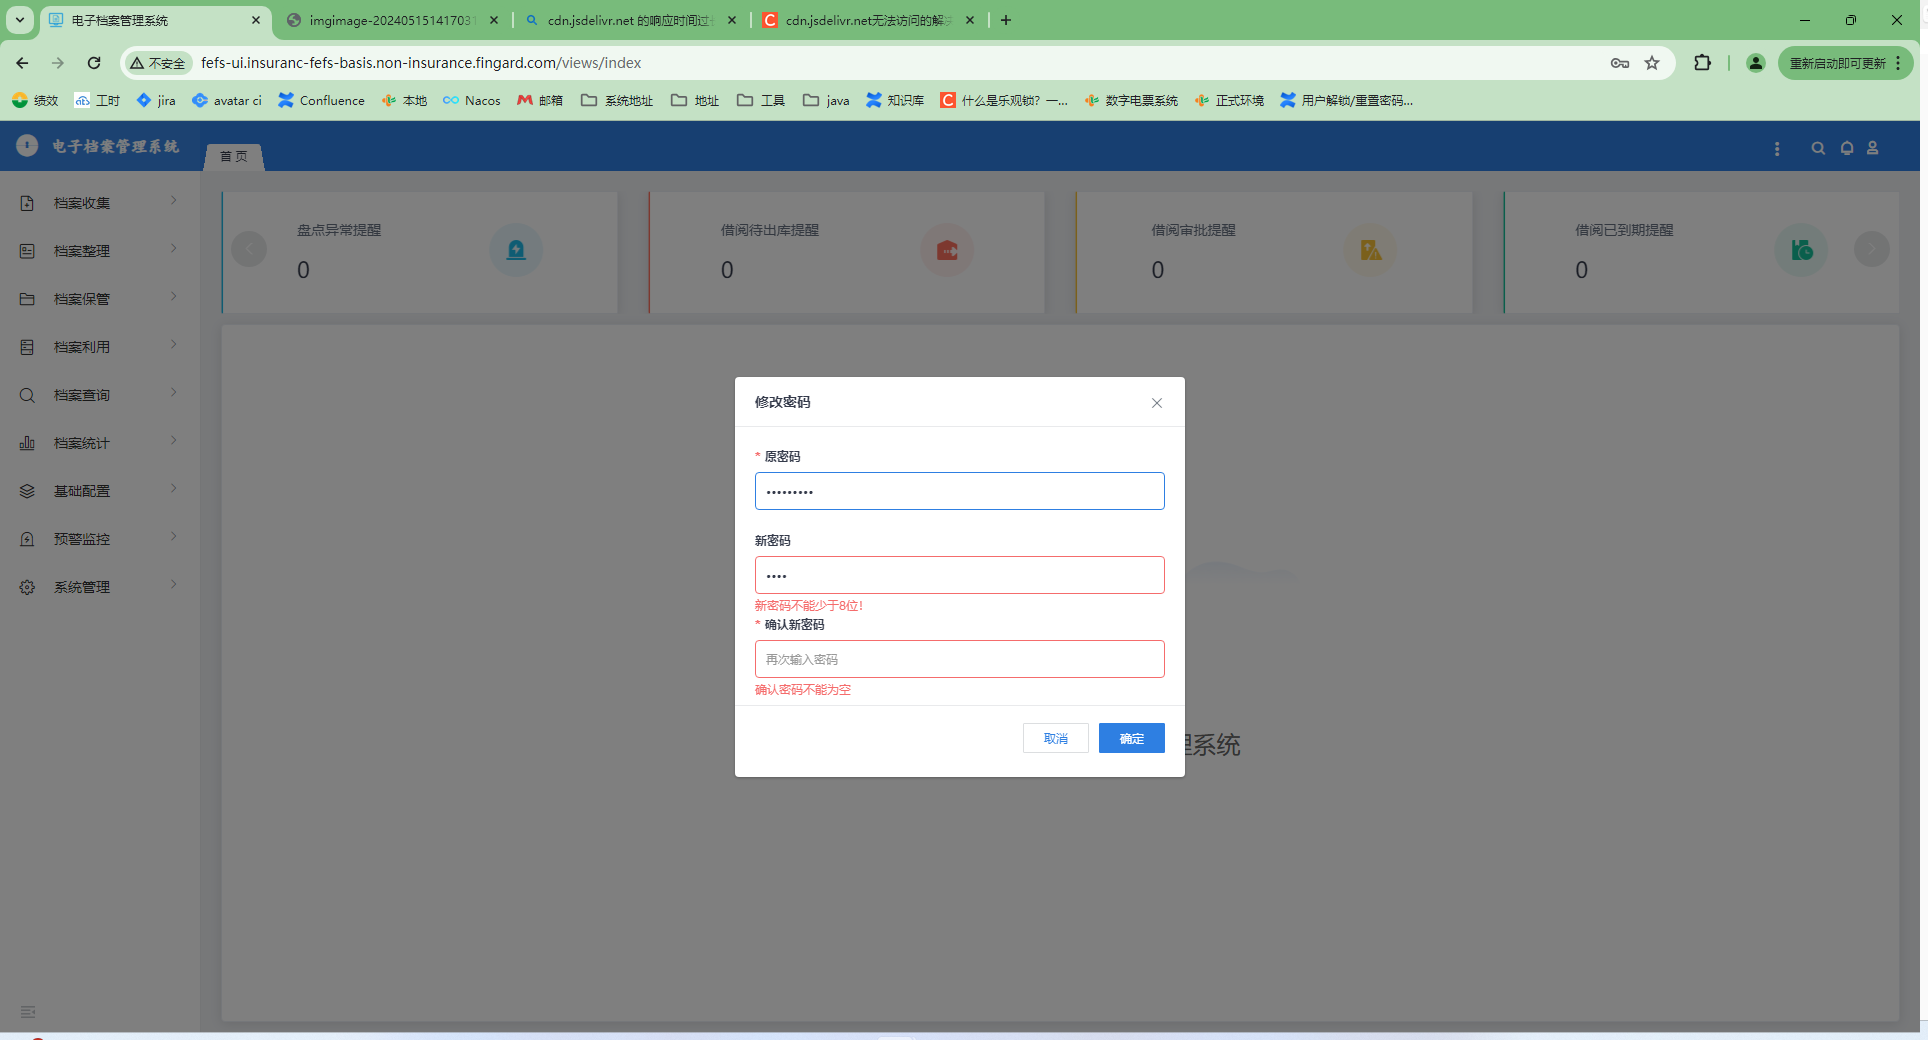 电子档案管理系统
imgimage-202405151417031
cdn.jsdelivr.net 的响应时间过
cdn.jsdelivr.net无法访问的解
不安全
fefs-ui.insuranc-fefs-basis.non-insurance.fingard.com/views/index
重新启动即可更新
绩效
工时
jira
avatar ci
Confluence
本地
Nacos
邮箱
系统地址
地址
工具
java
知识库
什么是乐观锁? 一...
数字电票系统
正式环境
用户解锁/重置密码...
电子档案管理系统
首页
档案收集
档案整理
档案保管
档案利用
档案查询
档案统计
基础配置
预警监控
系统管理
盘点异常提醒
0
借阅待出库提醒
0
借阅审批提醒
0
借阅已到期提醒
0
修改密码
* 原密码
•••••••••
新密码
••••
新密码不能少于8位!
* 确认新密码
再次输入密码
确认密码不能为空
取消
确定
理系统